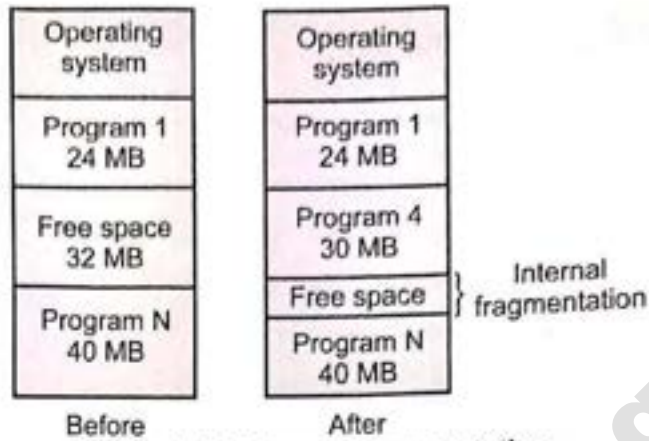 Operating
system
Program 1
24 MB
Free space
32 MB
Program N
40 MB
Before
Operating
system
Program 1
24 MB
Program 4
30 MB
Free space
Program N
40 MB
After
Internal
fragmentation